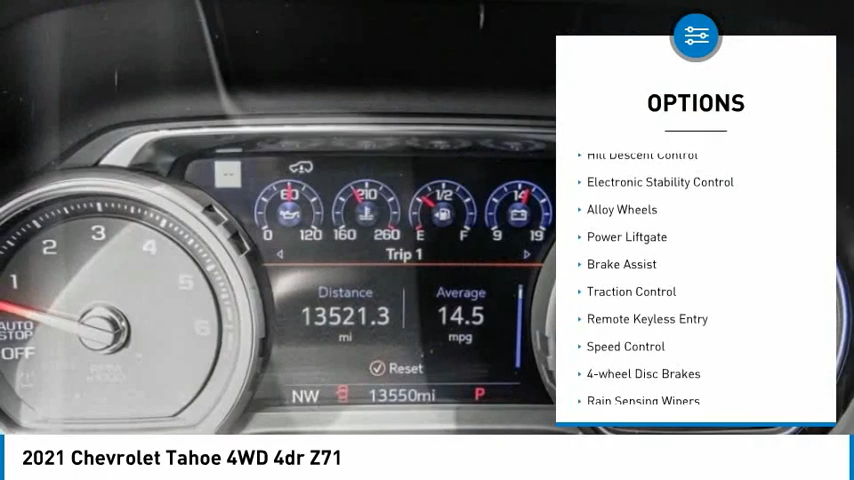 OPTIONS
Hill Descent Control
Electronic Stability Control
Alloy Wheels
Power Liftgate
Brake Assist
Traction Control
Remote Keyless Entry
Speed Control
4-wheel Disc Brakes
Rain Sensing Wipers
--
60 210 1/2 14
0 120 160 260 E F 9 19
Trip 1
Distance Average
13521.3 14.5
mi mpg
Reset
NW 13550mi P
1 2 3 4 5 6
AUTO
STOP
OFF
2021 Chevrolet Tahoe 4WD 4dr Z71